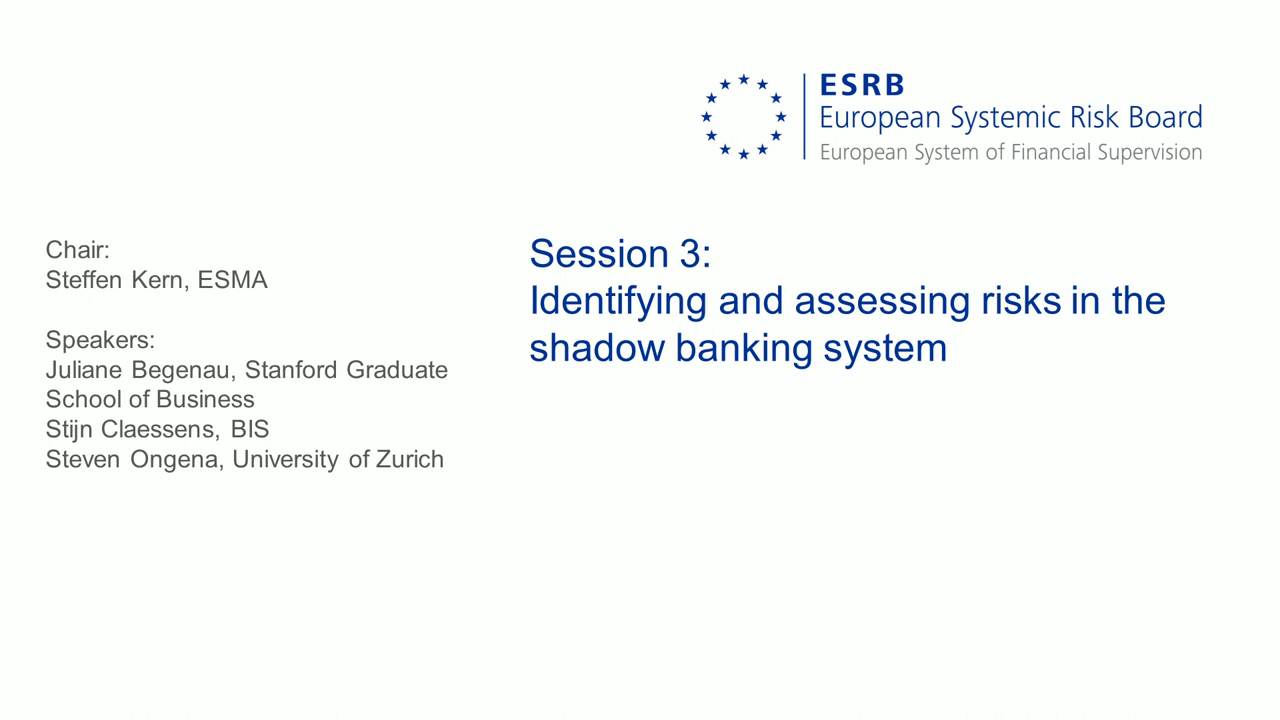 ESRB
European Systemic Risk Board
European System of Financial Supervision
Chair:
Steffen Kern, ESMA
Speakers:
Juliane Begenau, Stanford Graduate
School of Business
Stijn Claessens, BIS
Steven Ongena, University of Zurich
Session 3:
Identifying and assessing risks in the
shadow banking system